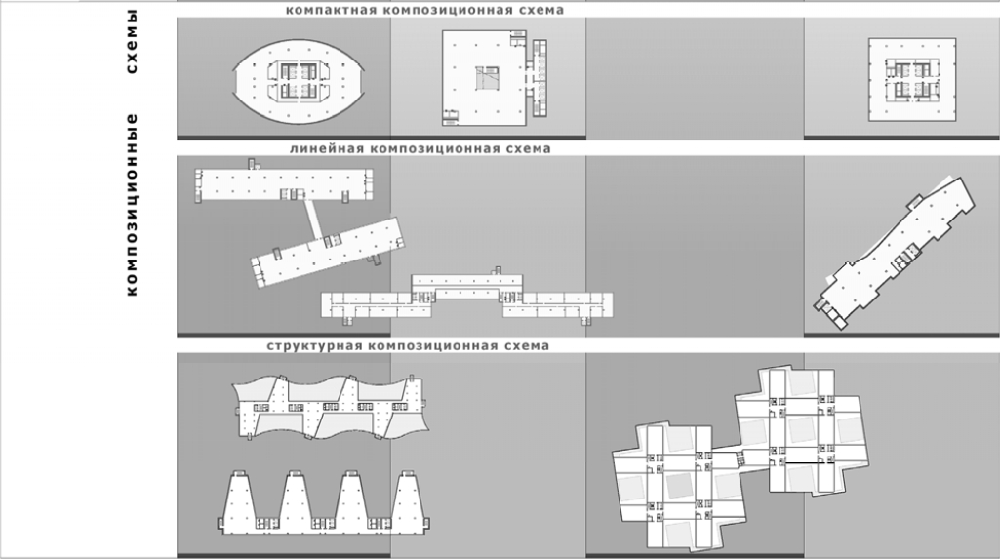 композиционные схемы
компактная композиционная схема
линейная композиционная схема
структурная композиционная схема